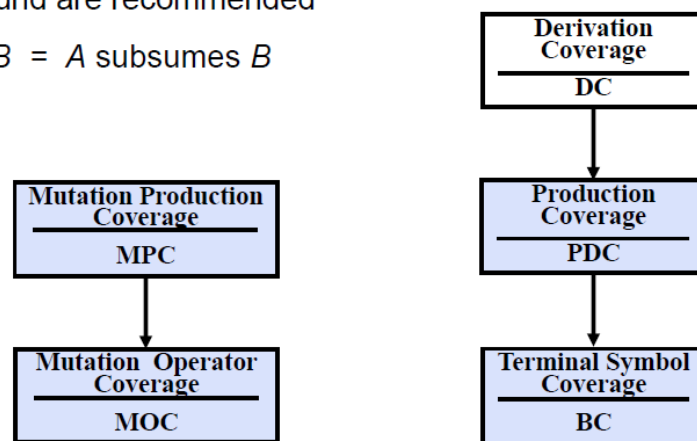 und are recommended
B = A subsumes B
Derivation
Coverage
DC
Mutation Production
Coverage
MPC
Production
Coverage
PDC
Mutation Operator
Coverage
MOC
Terminal Symbol
Coverage
BC